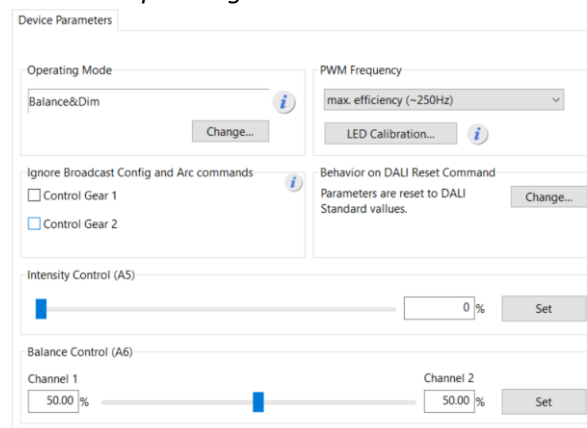 Device Parameters
Operating Mode
Balance&Dim
Change...
PWM Frequency
max. efficiency (~250Hz)
LED Calibration...
Ignore Broadcast Config and Arc commands
Control Gear 1
Control Gear 2
Behavior on DALI Reset Command
Parameters are reset to DALI
Standard vallues.
Change...
Intensity Control (A5)
0 %
Set
Balance Control (A6)
Channel 1
50.00 %
Channel 2
50.00 %
Set